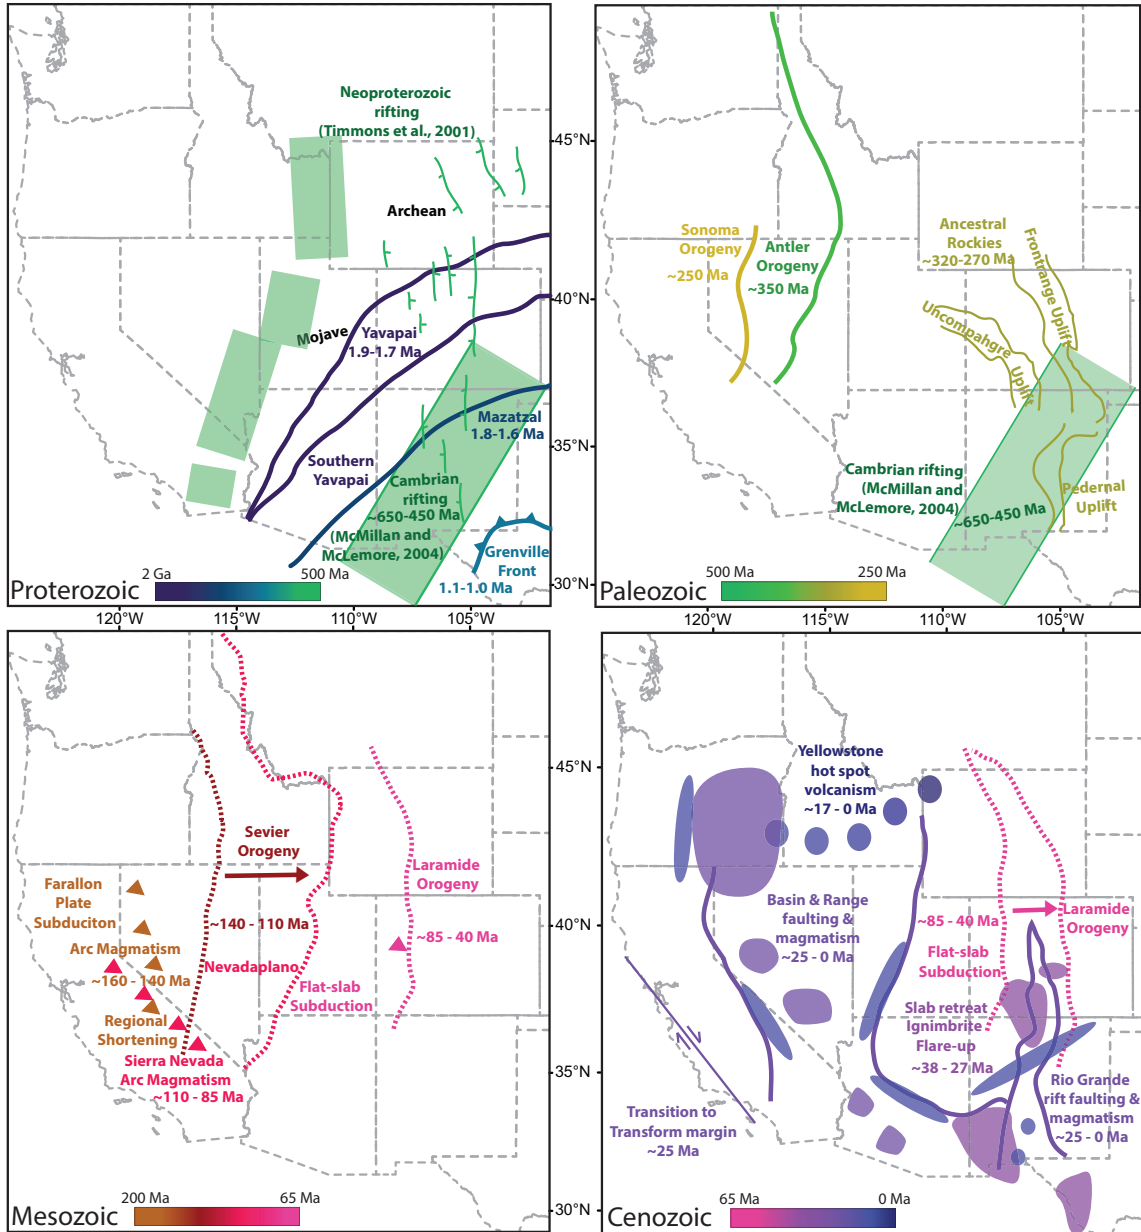 Neoproterozoic
rifting
(Timmons et al., 2001)
Archean
Mojave
Yavapai
1.9-1.7 Ma
Mazatzal
1.8-1.6 Ma
Southern
Yavapai
Cambrian
rifting
~650-450 Ma
(McMillan and
McLemore, 2004)
Grenville
Front
1.1-1.0 Ma
2 Ga
500 Ma
Proterozoic
45°N
40°N
35°N
30°N
120°W
115°W
110°W
105°W
Sonoma
Orogeny
~250 Ma
Antler
Orogeny
~350 Ma
Ancestral
Rockies
~320-270 Ma
Frontrange Uplift
Uncompahgre
Uplift
Cambrian rifting
(McMillan and
McLemore, 2004)
~650-450 Ma
Pedernal
Uplift
500 Ma
250 Ma
Paleozoic
120°W
115°W
110°W
105°W
Sevier
Orogeny
Laramide
Orogeny
Farallon
Plate
Subduciton
~140 - 110 Ma
~85 - 40 Ma
Arc Magmatism
~160 - 140 Ma
Nevadaplano
Flat-slab
Subduction
Regional
Shortening
Sierra Nevada
Arc Magmatism
~110 - 85 Ma
200 Ma
65 Ma
Mesozoic
45°N
40°N
35°N
30°N
Yellowstone
hot spot
volcanism
~17 - 0 Ma
Basin & Range
faulting &
magmatism
~25 - 0 Ma
~85 - 40 Ma
Laramide
Orogeny
Flat-slab
Subduction
Slab retreat
Ignimbrite
Flare-up
~38 - 27 Ma
Rio Grande
rift faulting &
magmatism
~25 - 0 Ma
Transition to
Transform margin
~25 Ma
65 Ma
0 Ma
Cenozoic